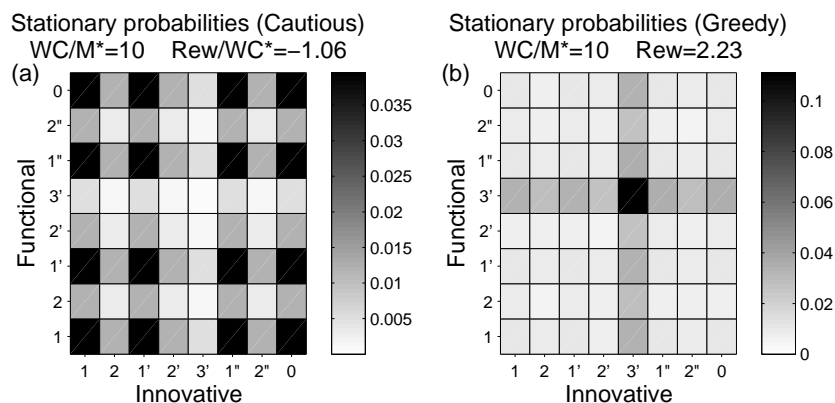 Stationary probabilities (Cautious)
WC/M*=10 Rew/WC*=−1.06
(a)
Functional
0
2"
1"
3'
2'
1'
2
1
1 2 1' 2' 3' 1" 2" 0
Innovative
0.035
0.03
0.025
0.02
0.015
0.01
0.005
Stationary probabilities (Greedy)
WC/M*=10 Rew=2.23
(b)
Functional
0
2"
1"
3'
2'
1'
2
1
1 2 1' 2' 3' 1" 2" 0
Innovative
0.1
0.08
0.06
0.04
0.02
0